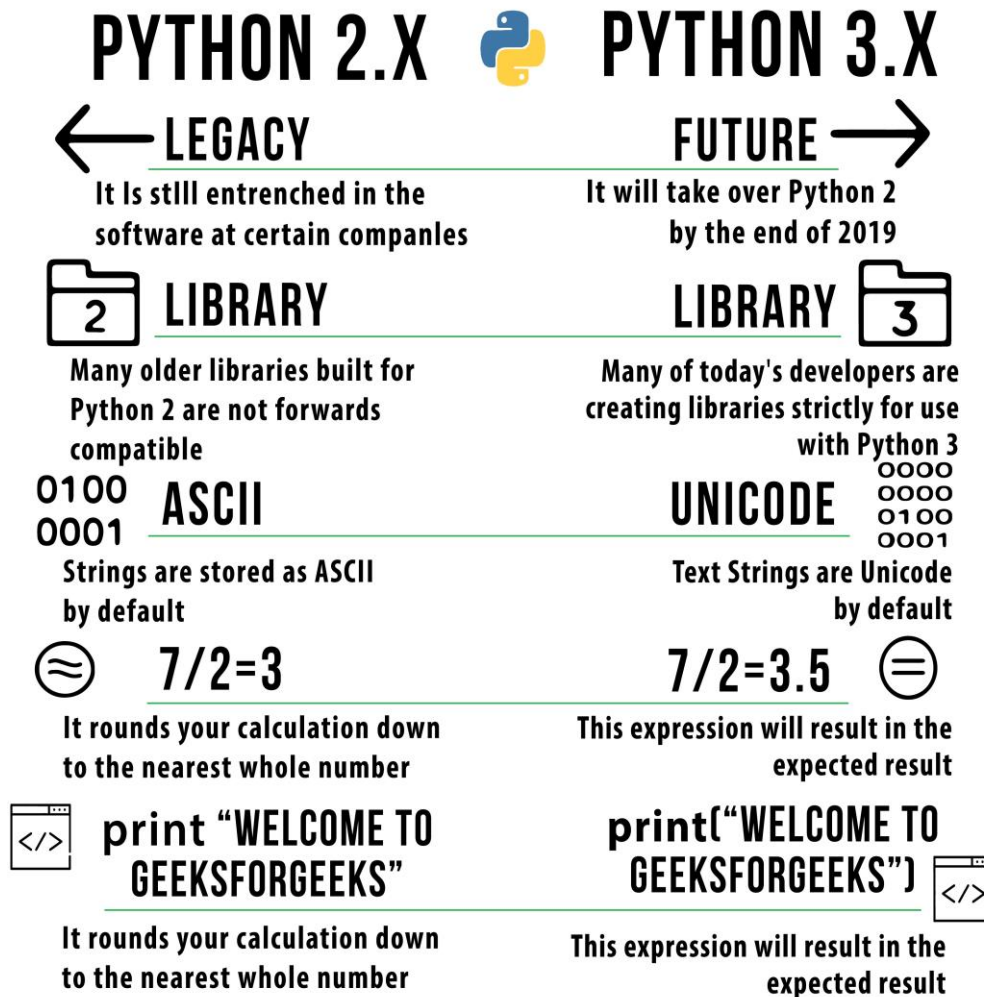 PYTHON 2.X
PYTHON 3.X
LEGACY
FUTURE
It Is stIll entrenched in the
software at certain companles
It will take over Python 2
by the end of 2019
2
LIBRARY
LIBRARY
3
Many older libraries built for
Python 2 are not forwards
compatible
Many of today's developers are
creating libraries strictly for use
with Python 3
0100
0001
ASCII
UNICODE
0000
0000
0100
0001
Strings are stored as ASCII
by default
Text Strings are Unicode
by default
≈
7/2=3
7/2=3.5
=
It rounds your calculation down
to the nearest whole number
This expression will result in the
expected result
</>
print “WELCOME TO
GEEKSFORGEEKS”
print(“WELCOME TO
GEEKSFORGEEKS”)
</>
It rounds your calculation down
to the nearest whole number
This expression will result in the
expected result